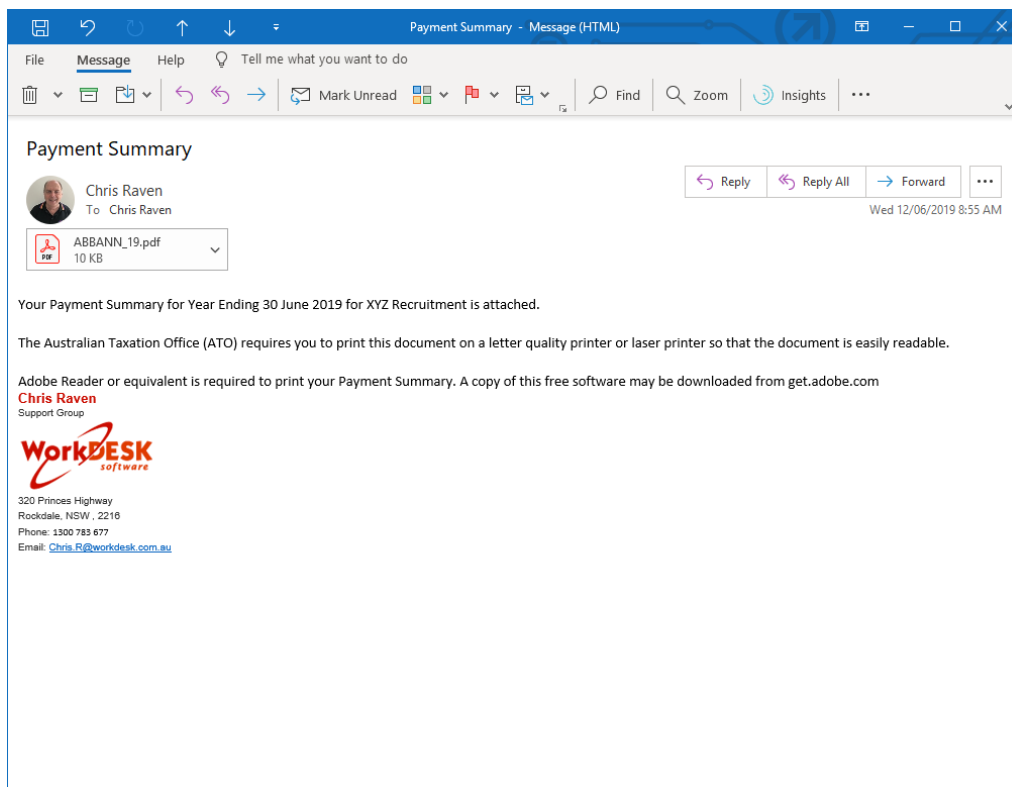 Payment Summary - Message (HTML)
File Message Help Tell me what you want to do
Mark Unread Find Zoom Insights ...
Payment Summary
Chris Raven
To Chris Raven
Reply Reply All Forward ...
Wed 12/06/2019 8:55 AM
PDF
ABBANN_19.pdf
10 KB
Your Payment Summary for Year Ending 30 June 2019 for XYZ Recruitment is attached.
The Australian Taxation Office (ATO) requires you to print this document on a letter quality printer or laser printer so that the document is easily readable.
Adobe Reader or equivalent is required to print your Payment Summary. A copy of this free software may be downloaded from get.adobe.com
Chris Raven
Support Group
WorkDESK
software
320 Princes Highway
Rockdale, NSW , 2216
Phone: 1300 783 677
Email: Chris.R@workdesk.com.au